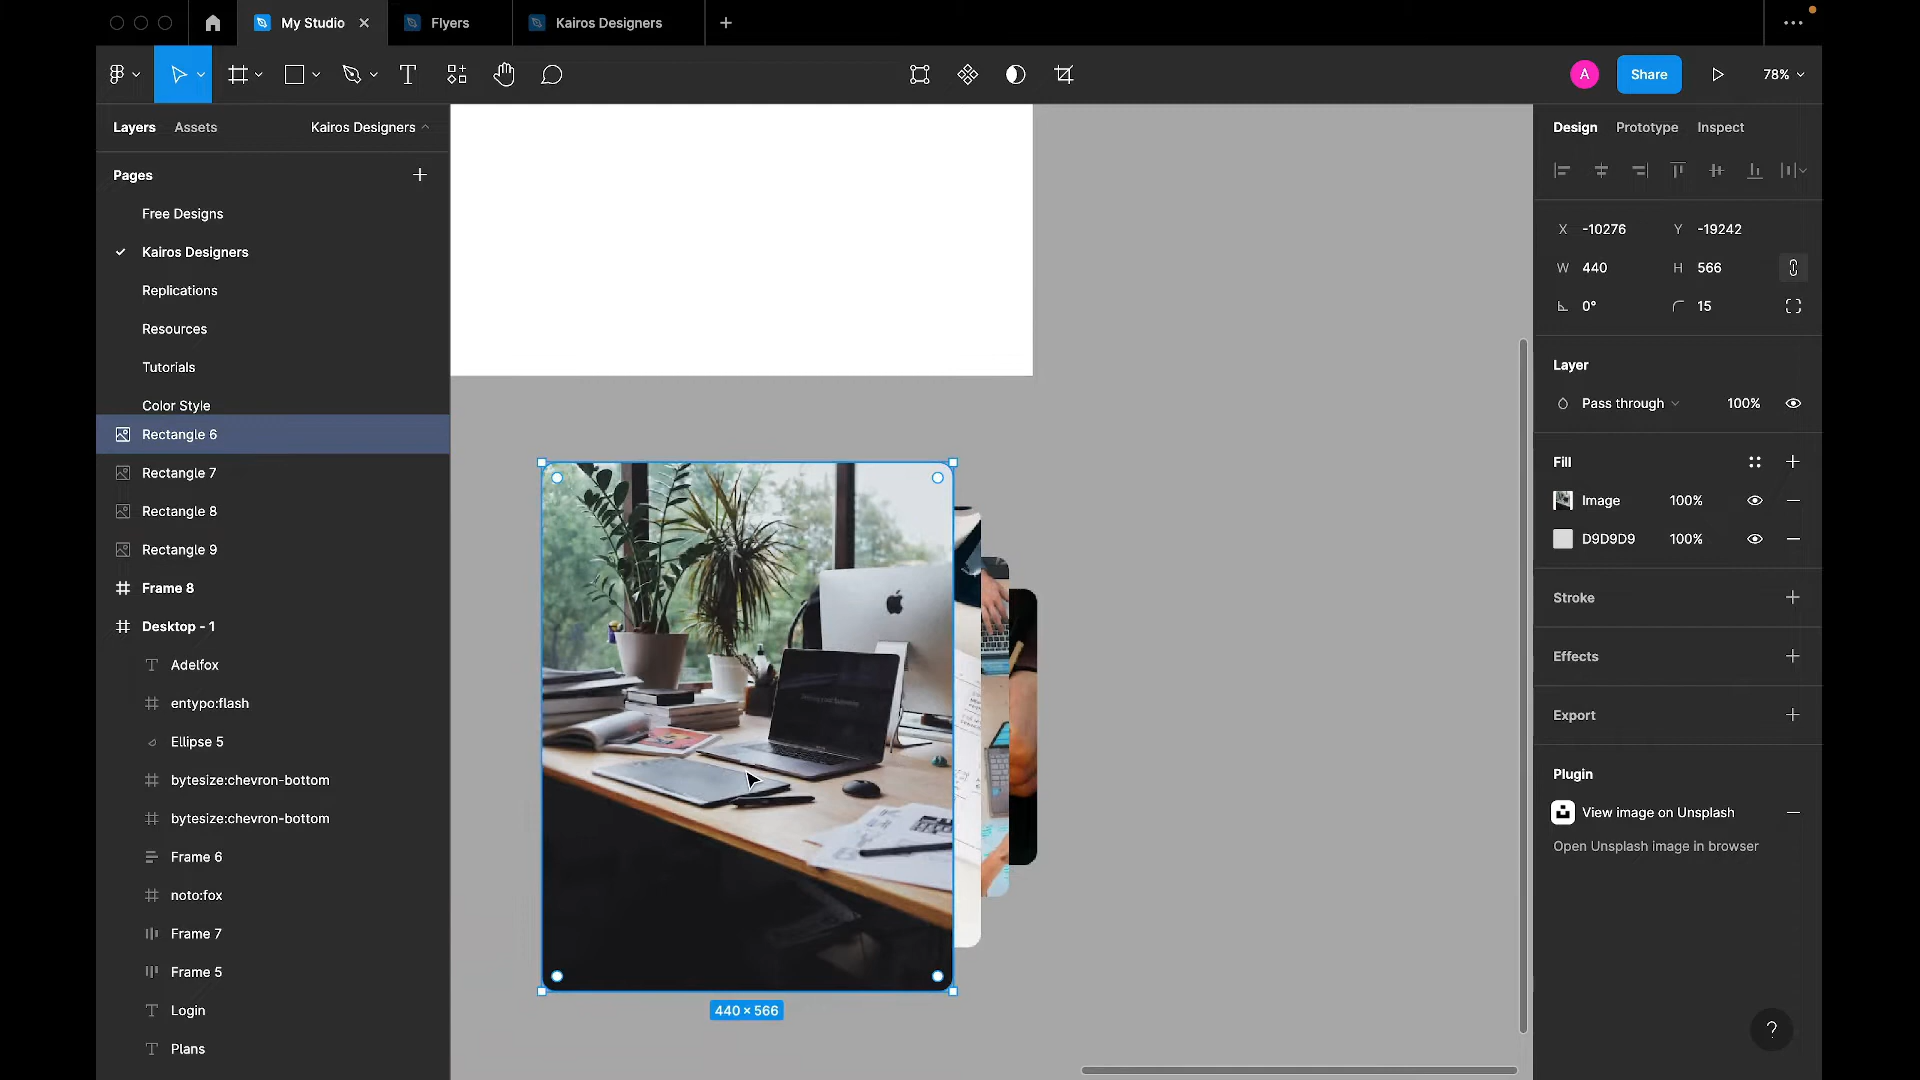 My Studio
Flyers
Kairos Designers
A
Share
78%
Layers
Assets
Kairos Designers
Pages
Free Designs
Kairos Designers
Replications
Resources
Tutorials
Color Style
Rectangle 6
Rectangle 7
Rectangle 8
Rectangle 9
Frame 8
Desktop - 1
Adelfox
entypo:flash
Ellipse 5
bytesize:chevron-bottom
bytesize:chevron-bottom
Frame 6
noto:fox
Frame 7
Frame 5
Login
Plans
440 × 566
Design
Prototype
Inspect
X -10276 Y -19242
W 440 H 566
0° 15
Layer
Pass through 100%
Fill
Image 100%
D9D9D9 100%
Stroke
Effects
Export
Plugin
View image on Unsplash
Open Unsplash image in browser
?